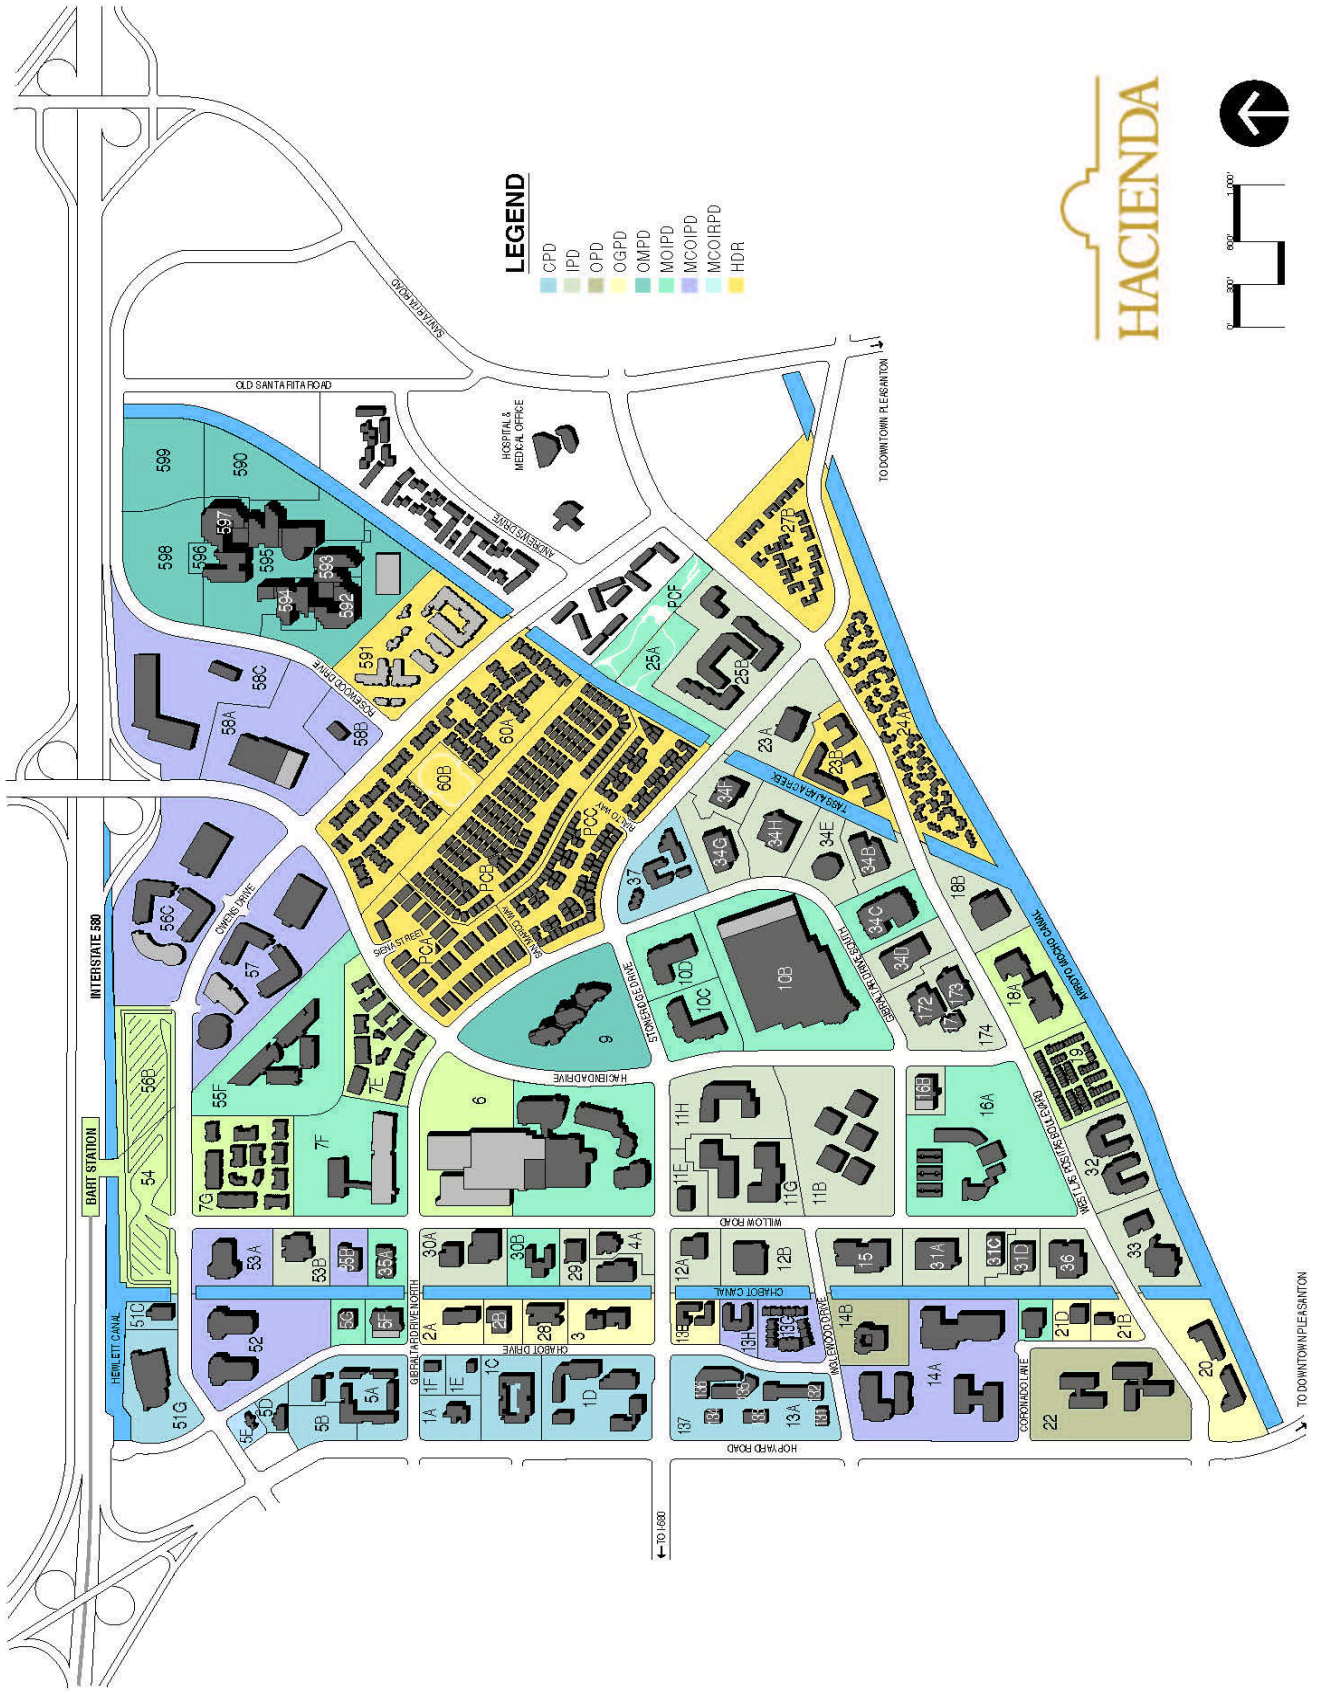 LEGEND
CPD
IPD
OPD
OGPD
OMPD
MOIPD
MCOIPD
MCOIRPD
HDR
HACIENDA
0'
300'
600'
1,000'
INTERSTATE 580
BART STATION
HEWLETT CANAL
OLD SANTA RITA ROAD
SANTA RITA ROAD
HOSPITAL &
MEDICAL OFFICE
ANDREWS DRIVE
ROSEWOOD DRIVE
OWENS DRIVE
SIENA STREET
SAN MARCO WAY
RIALTO WAY
STONERIDGE DRIVE
HACIENDA DRIVE
GIBRALTAR DRIVE NORTH
GIBRALTAR DRIVE SOUTH
WILLOW ROAD
CHABOT CANAL
CHABOT DRIVE
INGLEWOOD DRIVE
CORONADO LANE
HOPYARD ROAD
WEST LAS POSITAS BOULEVARD
TASSAJARA CREEK
ARROYO MOCHO CANAL
TO DOWNTOWN PLEASANTON
TO DOWNTOWN PLEASANTON
TO I-680
599
590
598
597
596
595
593
594
592
591
58C
58A
58B
60A
60B
PCA
PCB
PCC
PCF
25A
25B
27B
24A
23A
23B
56C
57
56B
54
55F
7E
7F
7G
6
9
37
34F
34G
34H
34E
34B
34C
34D
18B
18A
19
172
173
174
10D
10C
10B
11H
11E
11G
11B
16B
16A
32
33
53A
53B
35B
35A
30A
30B
29
4A
12A
12B
15
31A
31C
31D
36
51C
51G
52
5G
5F
5E
5D
5B
5A
2A
2B
28
3
1F
1E
1A
1C
1D
13E
13H
13G
14B
14A
21D
21B
20
22
137
13A